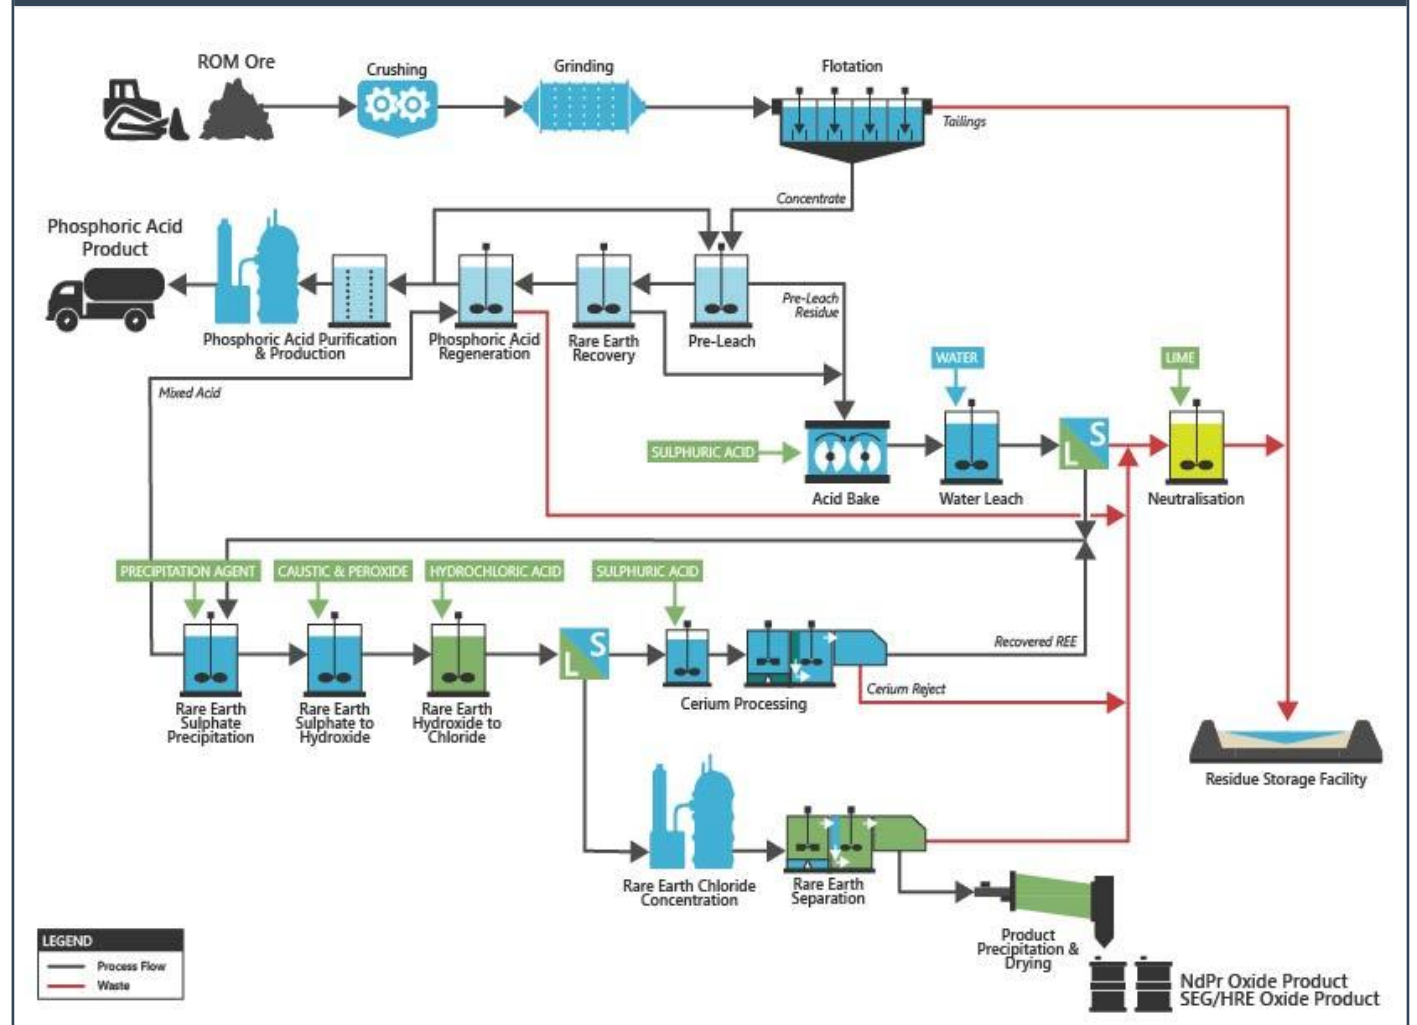 ROM Ore
Crushing
Grinding
Flotation
Tailings
Concentrate
Phosphoric Acid
Product
Phosphoric Acid Purification
& Production
Phosphoric Acid
Regeneration
Rare Earth
Recovery
Pre-Leach
Pre-Leach
Residue
Mixed Acid
WATER
LIME
SULPHURIC ACID
S
L
Acid Bake
Water Leach
Neutralisation
PRECIPITATION AGENT
CAUSTIC & PEROXIDE
HYDROCHLORIC ACID
SULPHURIC ACID
S
L
Recovered REE
Cerium Reject
Cerium Processing
Rare Earth
Sulphate
Precipitation
Rare Earth
Sulphate to
Hydroxide
Rare Earth
Hydroxide to
Chloride
Residue Storage Facility
Rare Earth Chloride
Concentration
Rare Earth
Separation
Product
Precipitation &
Drying
NdPr Oxide Product
SEG/HRE Oxide Product
LEGEND
Process Flow
Waste